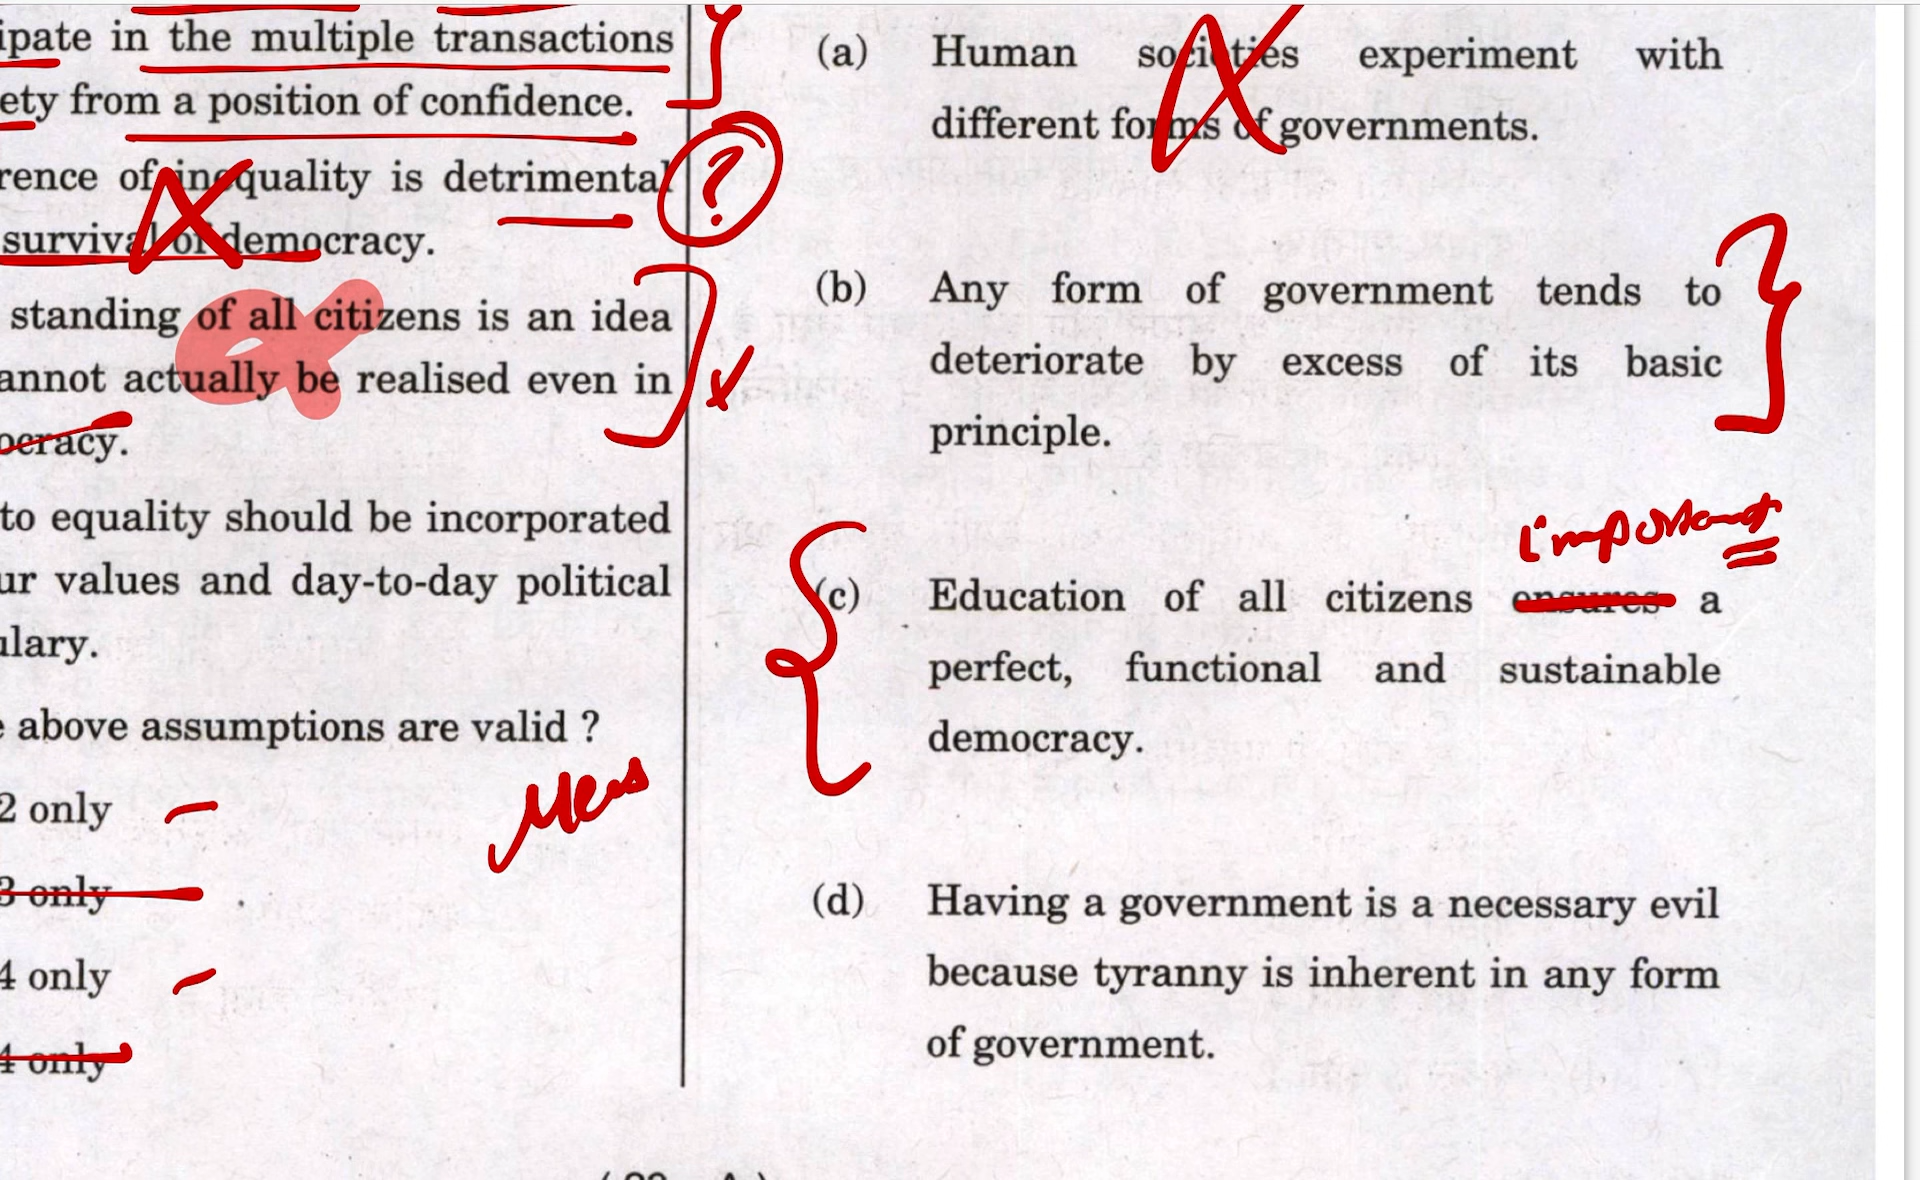 ipate in the multiple transactions
ety from a position of confidence.
rence of inequality is detrimental
survival of democracy.
?
standing of all citizens is an idea
annot actually be realised even in
ocracy.
to equality should be incorporated
ur values and day-to-day political
ulary.
above assumptions are valid ?
2 only
3 only
4 only
4 only
(a) Human societies experiment with
different forms of governments.
(b) Any form of government tends to
deteriorate by excess of its basic
principle.
important
(c) Education of all citizens ensures a
perfect, functional and sustainable
democracy.
(d) Having a government is a necessary evil
because tyranny is inherent in any form
of government.